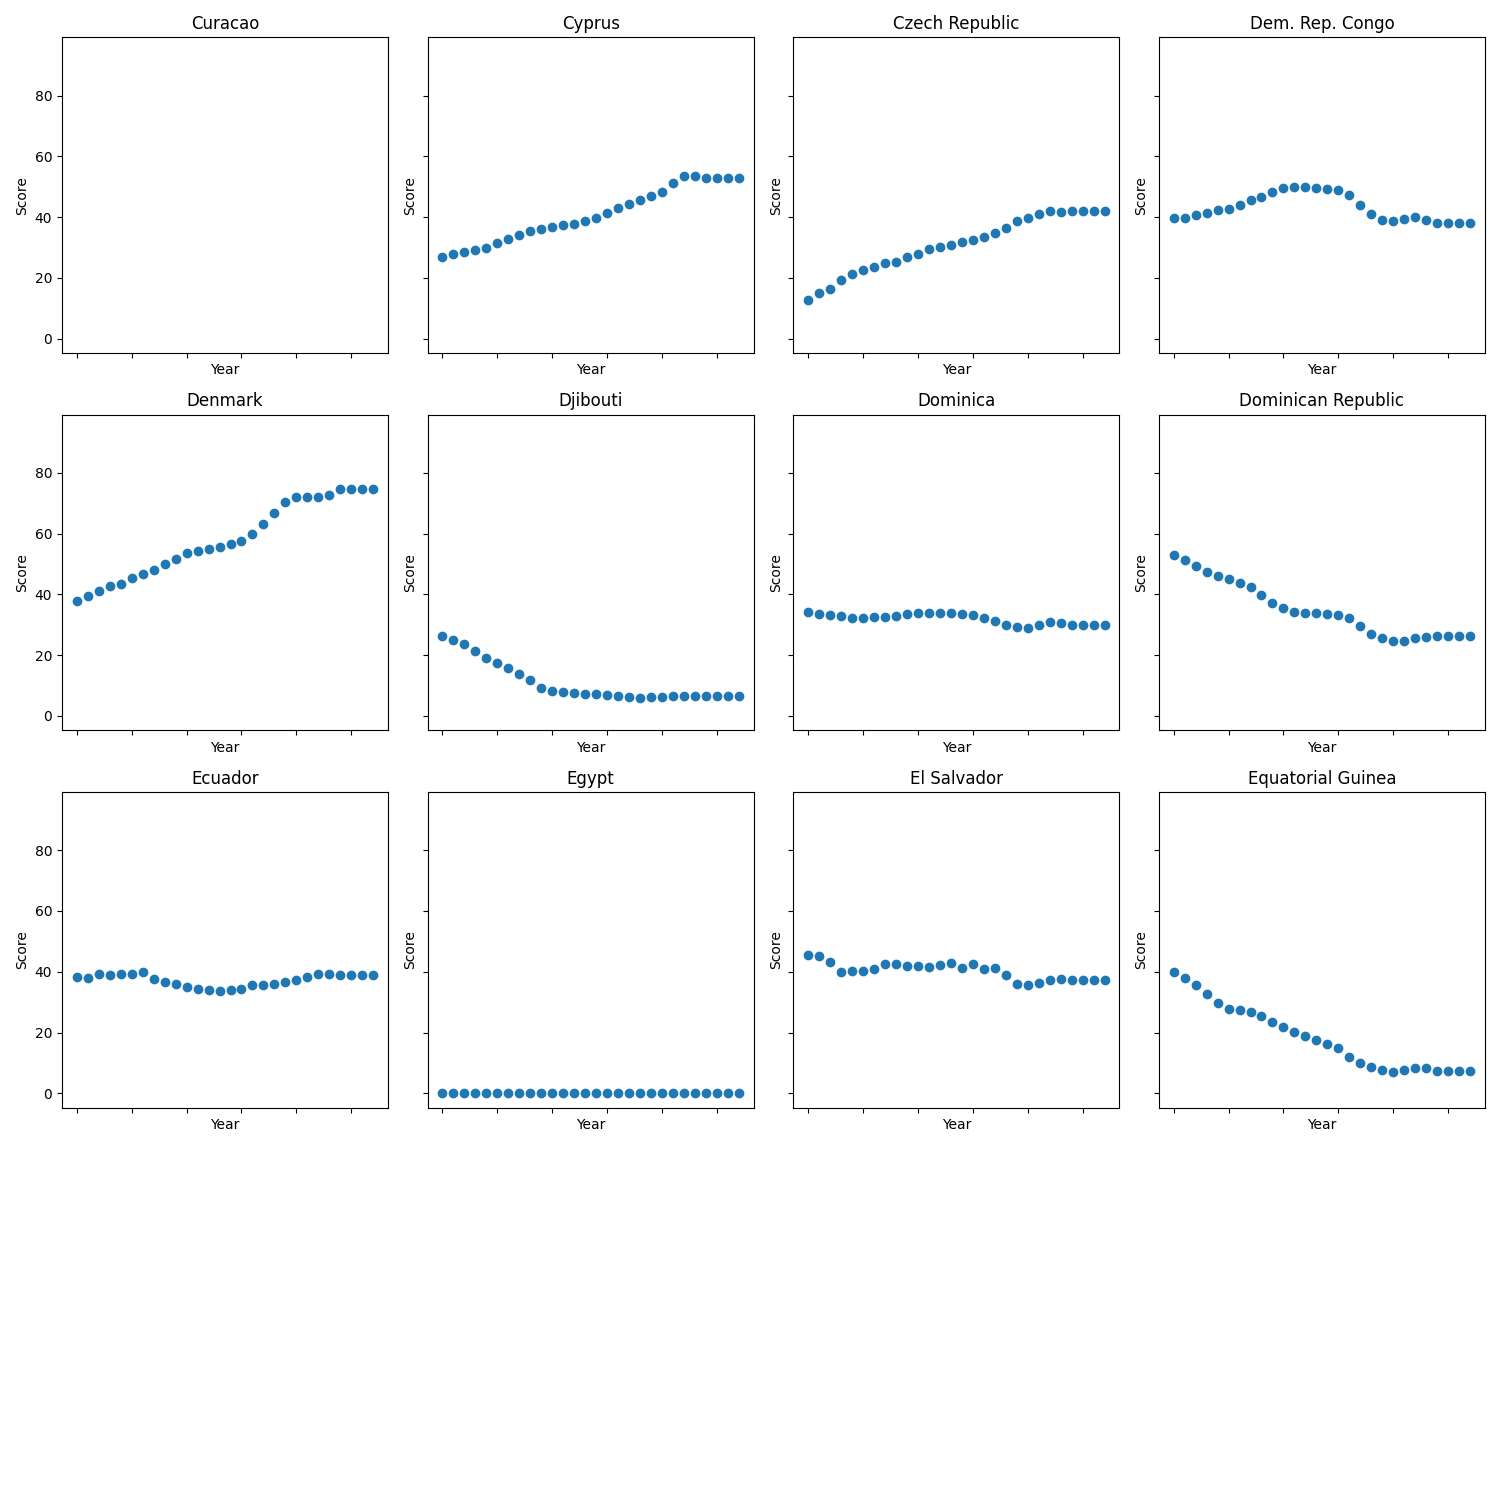 Curacao
Cyprus
Czech Republic
Dem. Rep. Congo
80
60
40
20
0
Score
Score
Score
Score
Year
Year
Year
Year
Denmark
Djibouti
Dominica
Dominican Republic
80
60
40
20
0
Score
Score
Score
Score
Year
Year
Year
Year
Ecuador
Egypt
El Salvador
Equatorial Guinea
80
60
40
20
0
Score
Score
Score
Score
Year
Year
Year
Year